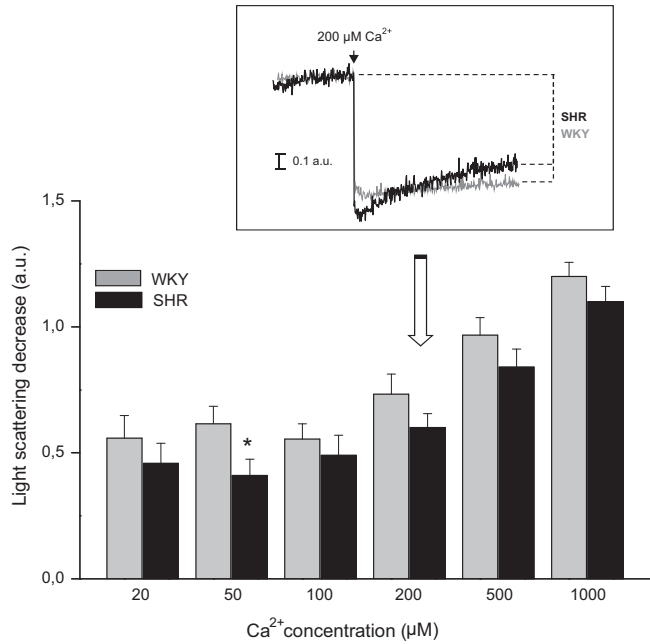 200 µM Ca²⁺
SHR
WKY
0.1 a.u.
1,5
WKY
SHR
1,0
Light scattering decrease (a.u.)
*
0,5
0,0
20 50 100 200 500 1000
Ca²⁺concentration (µM)